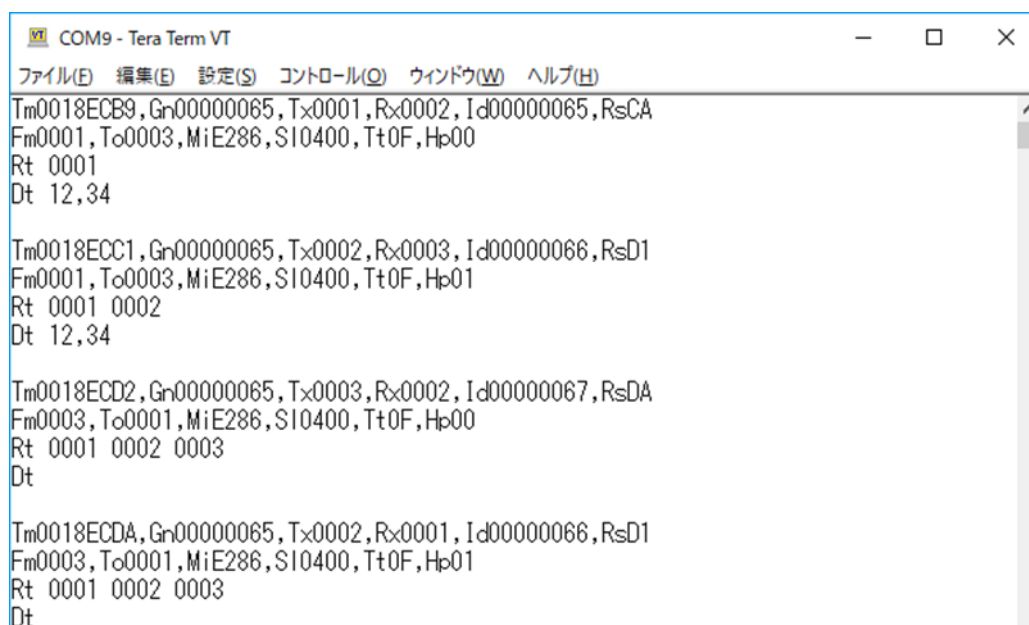 COM9 - Tera Term VT
ファイル(F) 編集(E) 設定(S) コントロール(O) ウィンドウ(W) ヘルプ(H)
Tm0018ECB9,Gn00000065,Tx0001,Rx0002,Id00000065,RsCA
Fm0001,To0003,MiE286,Sl0400,Tt0F,Hp00
Rt 0001
Dt 12,34
Tm0018ECC1,Gn00000065,Tx0002,Rx0003,Id00000066,RsD1
Fm0001,To0003,MiE286,Sl0400,Tt0F,Hp01
Rt 0001 0002
Dt 12,34
Tm0018ECD2,Gn00000065,Tx0003,Rx0002,Id00000067,RsDA
Fm0003,To0001,MiE286,Sl0400,Tt0F,Hp00
Rt 0001 0002 0003
Dt
Tm0018ECDA,Gn00000065,Tx0002,Rx0001,Id00000066,RsD1
Fm0003,To0001,MiE286,Sl0400,Tt0F,Hp01
Rt 0001 0002 0003
Dt